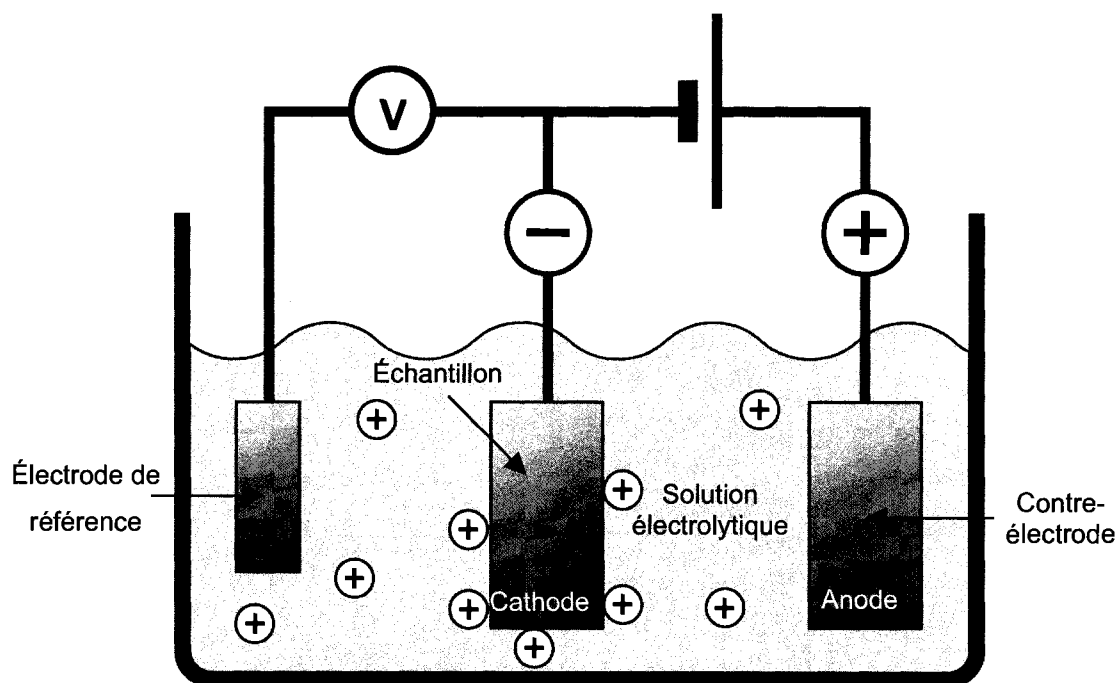 V
−
+
Échantillon
+
+
Électrode de
référence
+
+
Solution
électrolytique
Contre-
électrode
+
+
+
+
+
+
+
Cathode
Anode